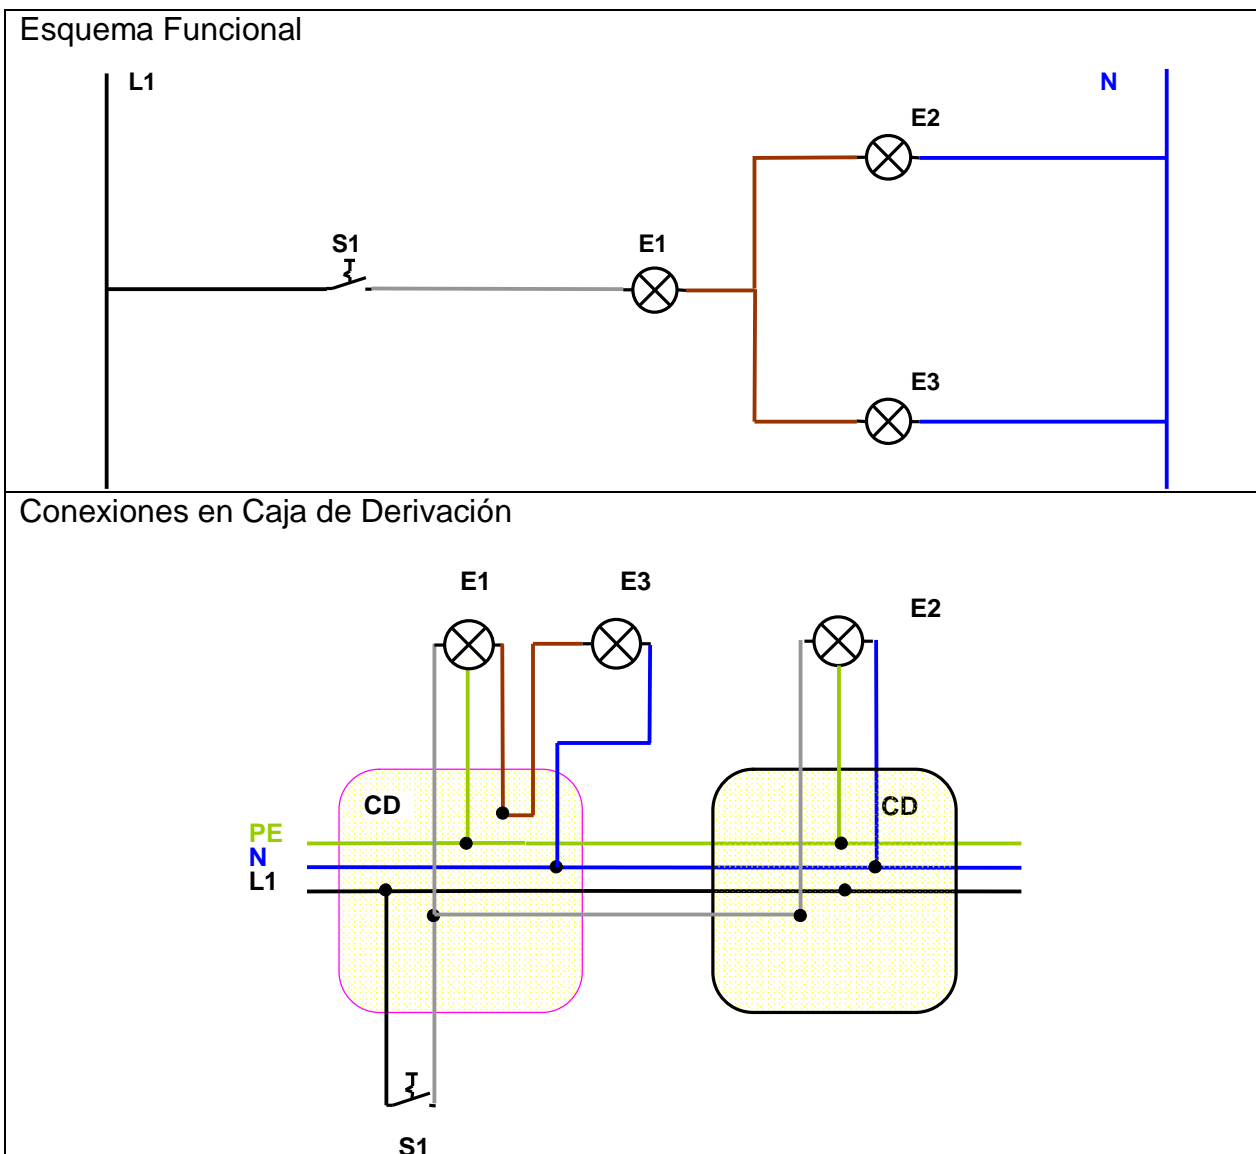 Esquema Funcional
L1
N
E2
S1
E1
E3
Conexiones en Caja de Derivación
E1
E3
E2
CD
CD
PE
N
L1
S1